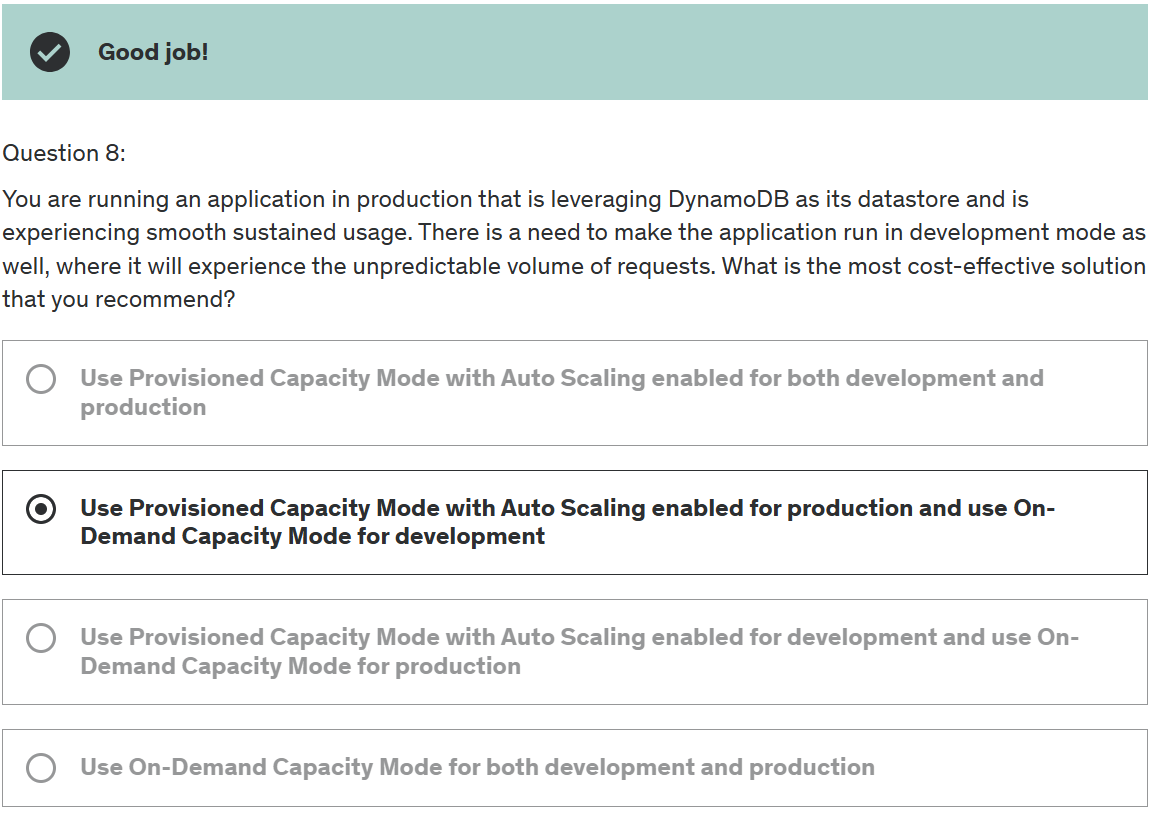 Good job!
Question 8:
You are running an application in production that is leveraging DynamoDB as its datastore and is
experiencing smooth sustained usage. There is a need to make the application run in development mode as
well, where it will experience the unpredictable volume of requests. What is the most cost-effective solution
that you recommend?
Use Provisioned Capacity Mode with Auto Scaling enabled for both development and
production
Use Provisioned Capacity Mode with Auto Scaling enabled for production and use On-
Demand Capacity Mode for development
Use Provisioned Capacity Mode with Auto Scaling enabled for development and use On-
Demand Capacity Mode for production
Use On-Demand Capacity Mode for both development and production